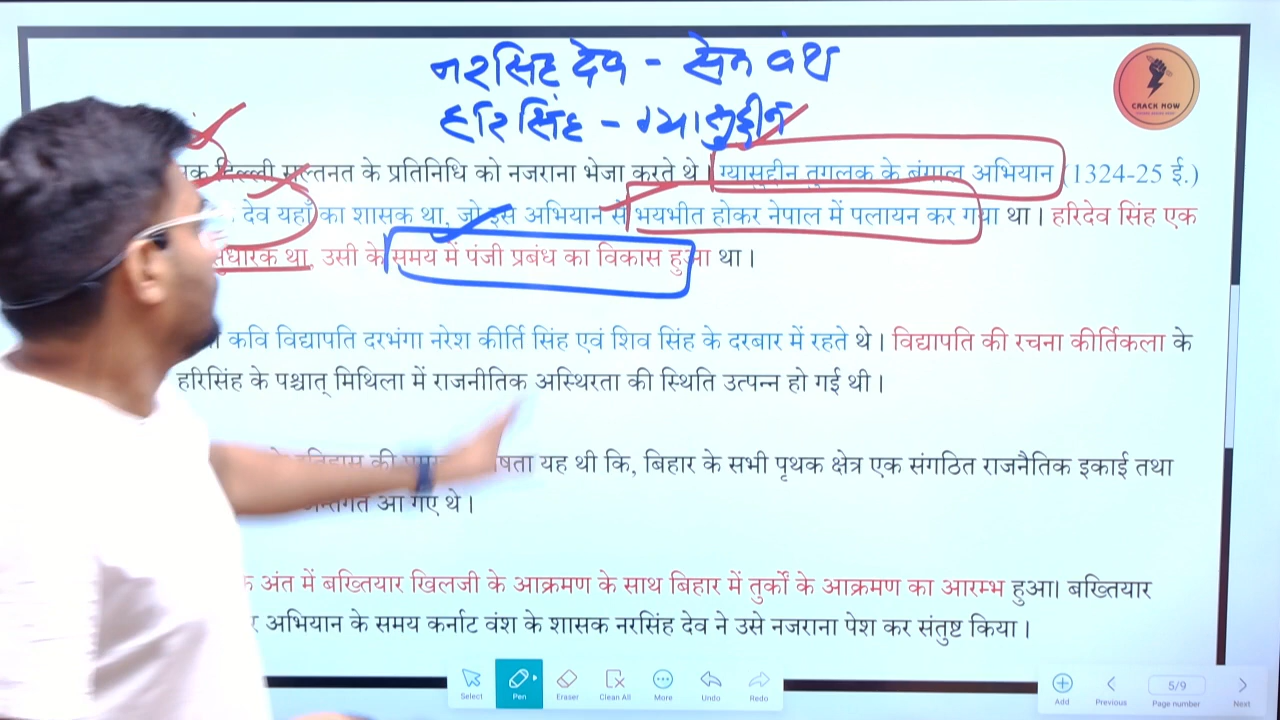 नरसिंह देव - सेन वंश
हरि सिंह - ग्यासुद्दीन
CRACK NOW
दिल्ली सल्तनत के प्रतिनिधि को नजराना भेजा करते थे। ग्यासुद्दीन तुगलक के बंगाल अभियान (1324-25 ई.)
देव यहाँ का शासक था, जो इस अभियान से भयभीत होकर नेपाल में पलायन कर गया था। हरिदेव सिंह एक
था, उसी के समय में पंजी प्रबंध का विकास हुआ था।
कवि विद्यापति दरभंगा नरेश कीर्ति सिंह एवं शिव सिंह के दरबार में रहते थे। विद्यापति की रचना कीर्तिकला के
हरिसिंह के पश्चात् मिथिला में राजनीतिक अस्थिरता की स्थिति उत्पन्न हो गई थी।
इतिहास की यह थी कि, बिहार के सभी पृथक क्षेत्र एक संगठित राजनैतिक इकाई तथा
आ गए थे।
अंत में बख्तियार खिलजी के आक्रमण के साथ बिहार में तुर्कों के आक्रमण का आरम्भ हुआ। बख्तियार
अभियान के समय कर्नाट वंश के शासक नरसिंह देव ने उसे नजराना पेश कर संतुष्ट किया।
Select Pen Eraser Clean All More Undo Redo
Add Previous 5/9 Page number Next